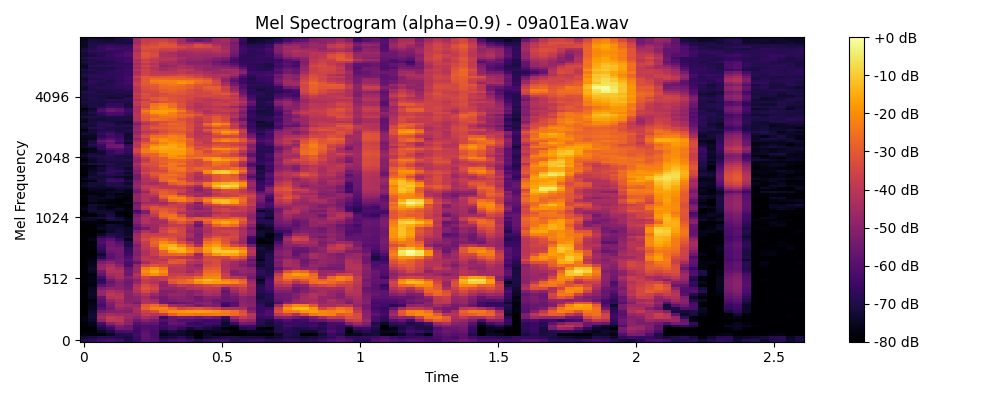 Mel Spectrogram (alpha=0.9) - 09a01Ea.wav
Mel Frequency
4096
2048
1024
512
0
0
0.5
1
1.5
2
2.5
Time
+0 dB
-10 dB
-20 dB
-30 dB
-40 dB
-50 dB
-60 dB
-70 dB
-80 dB